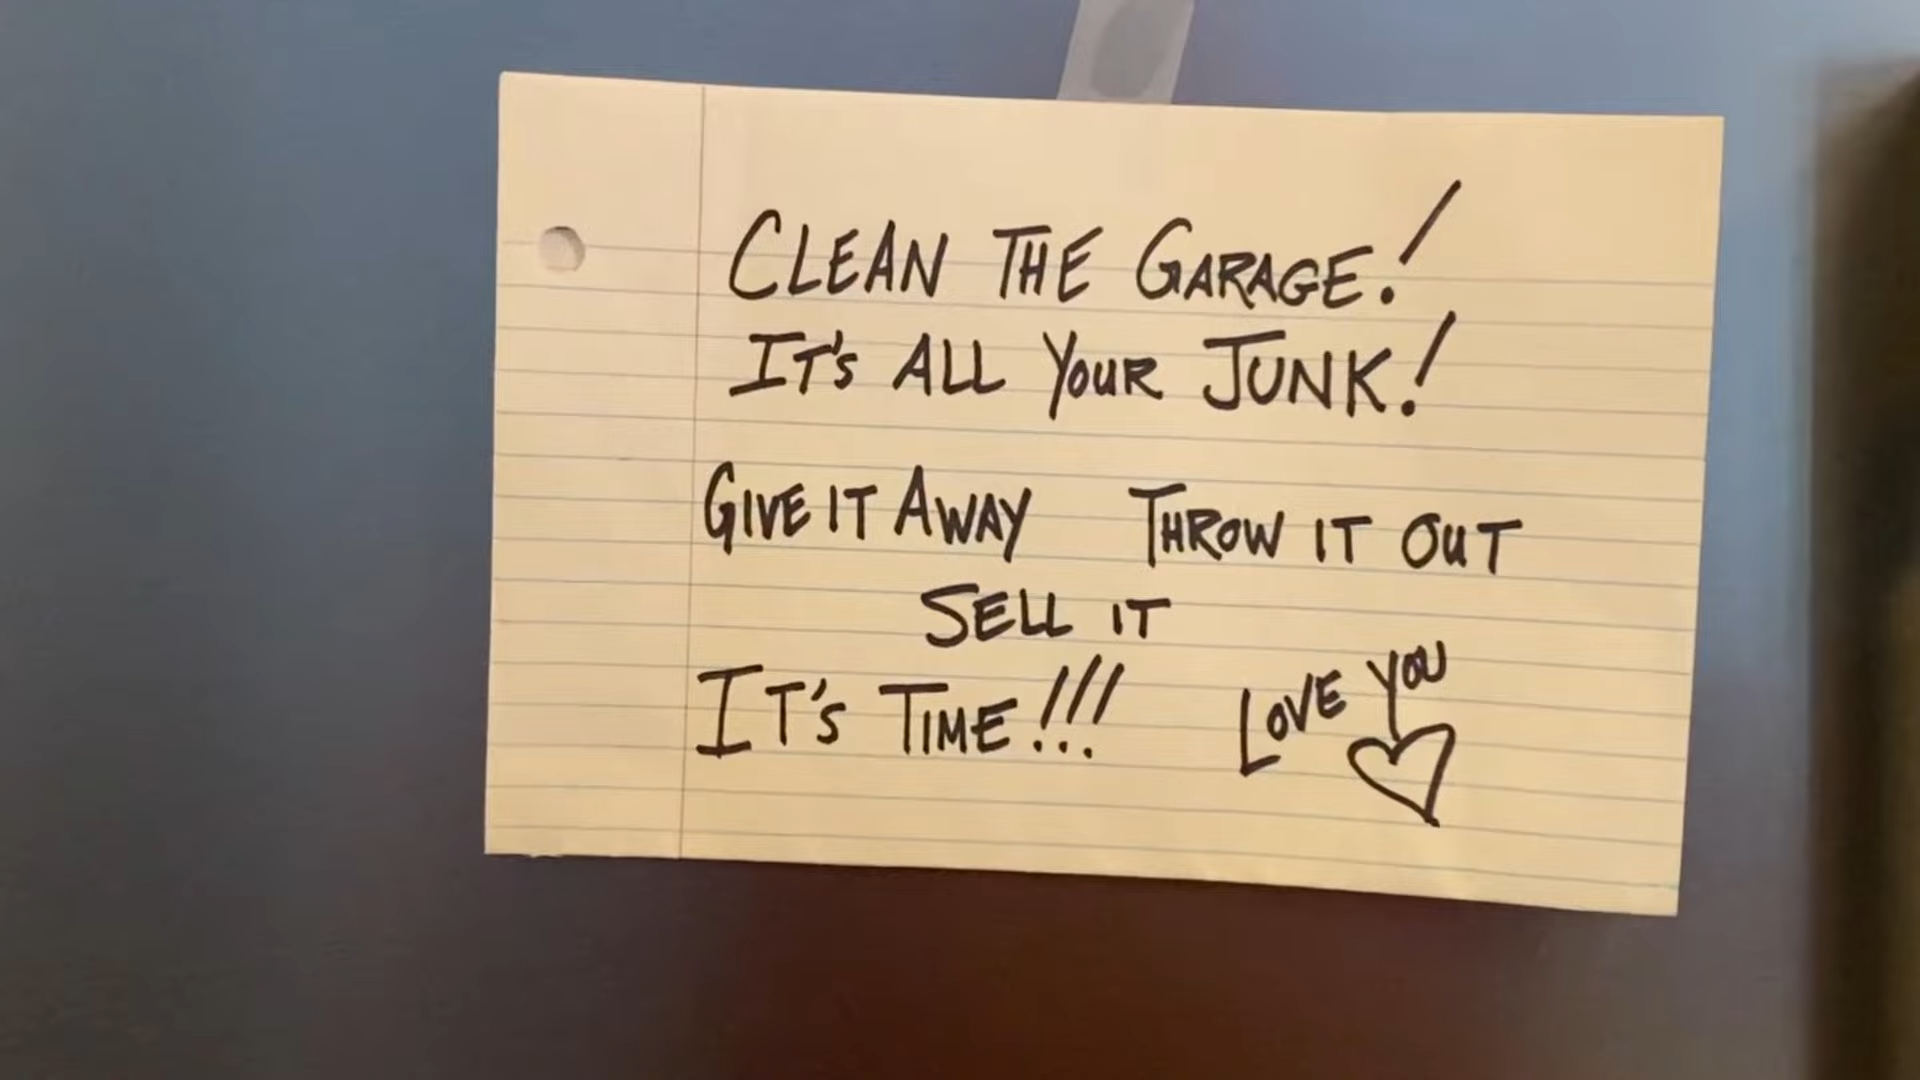 CLEAN THE GARAGE!
IT'S ALL YOUR JUNK!
GIVE IT AWAY THROW IT OUT
SELL IT
IT'S TIME!!! LOVE YOU